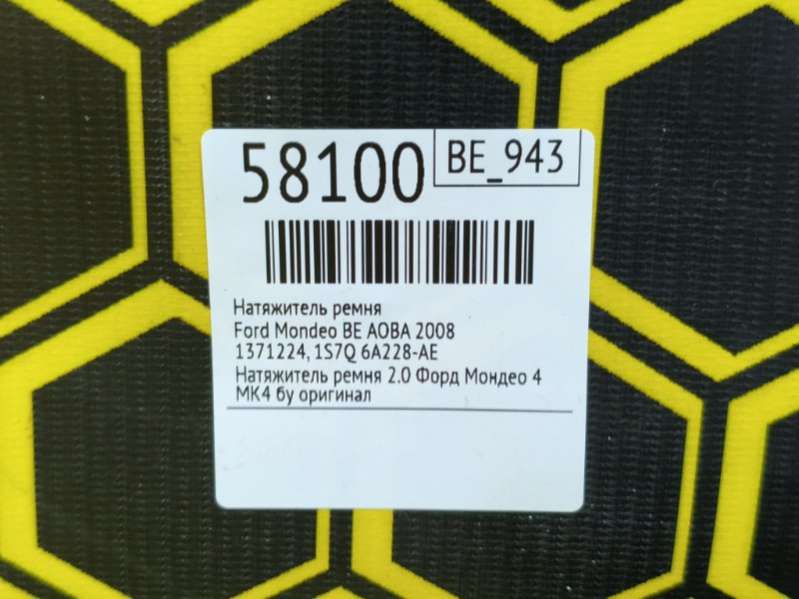 58100
BE_943
Натяжитель ремня
Ford Mondeo BE AOBA 2008
1371224, 1S7Q 6A228-AE
Натяжитель ремня 2.0 Форд Мондео 4
МК4 бу оригинал